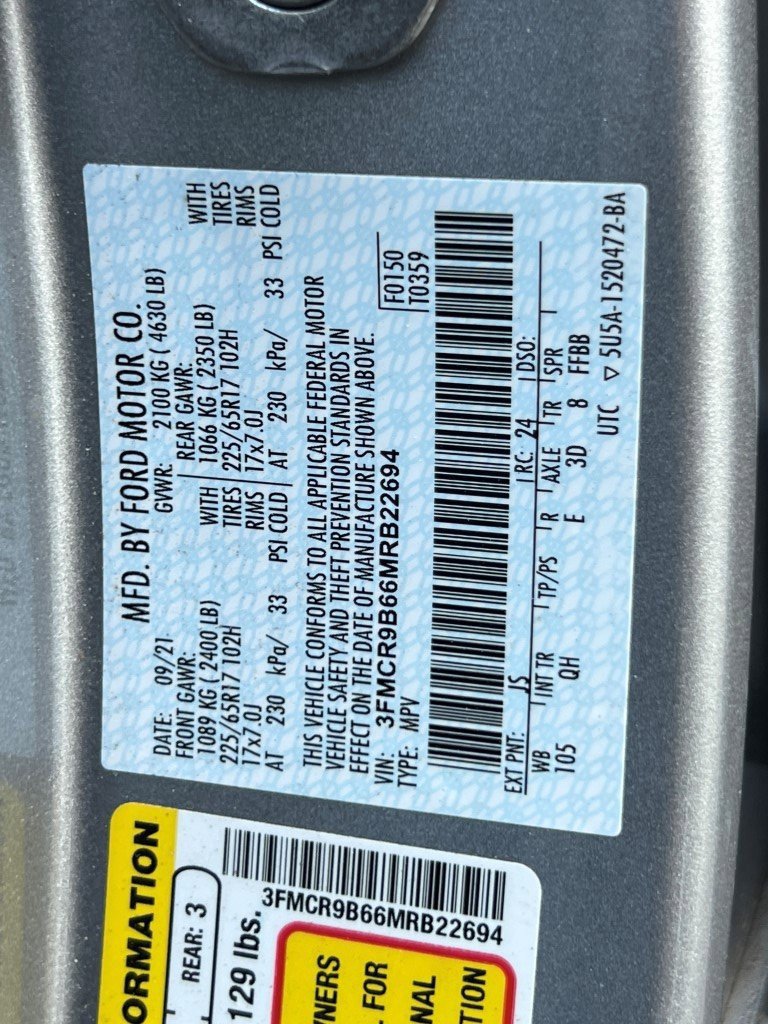 MFD. BY FORD MOTOR CO.
DATE: 09/21 GVWR: 2100 KG ( 4630 LB)
FRONT GAWR: REAR GAWR:
1089 KG ( 2400 LB) WITH 1066 KG ( 2350 LB) WITH
225/65R17 102H TIRES 225/65R17 102H TIRES
17x7.0J RIMS 17x7.0J RIMS
AT 230 kPa/ 33 PSI COLD AT 230 kPa/ 33 PSI COLD
THIS VEHICLE CONFORMS TO ALL APPLICABLE FEDERAL MOTOR
VEHICLE SAFETY AND THEFT PREVENTION STANDARDS IN
EFFECT ON THE DATE OF MANUFACTURE SHOWN ABOVE.
VIN: 3FMCR9B66MRB22694 F0150
TYPE: MPV T0359
EXT PNT: JS RC: 24 DSO:
WB INT TR TP/PS R AXLE TR SPR
105 QH E 3D 8 FFBB
UTC ▽ 5U5A-1520472-BA
ORMATION
REAR: 3
129 lbs.
3FMCR9B66MRB22694
NERS
FOR
NAL
TION